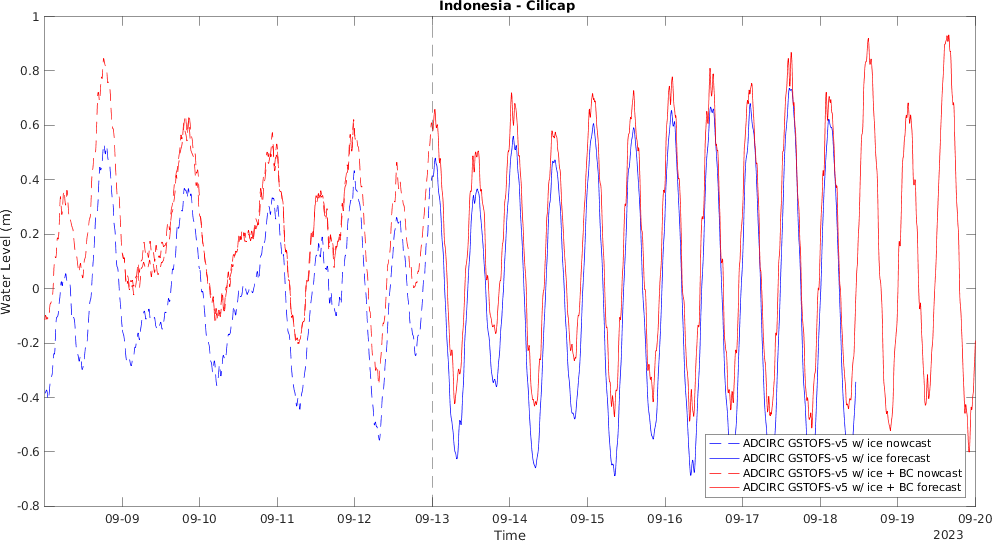 Indonesia - Cilicap
Water Level (m)
1
0.8
0.6
0.4
0.2
0
-0.2
-0.4
-0.6
-0.8
ADCIRC GSTOFS-v5 w/ ice nowcast
ADCIRC GSTOFS-v5 w/ ice forecast
ADCIRC GSTOFS-v5 w/ ice + BC nowcast
ADCIRC GSTOFS-v5 w/ ice + BC forecast
09-09 09-10 09-11 09-12 09-13 09-14 09-15 09-16 09-17 09-18 09-19 09-20
Time
2023